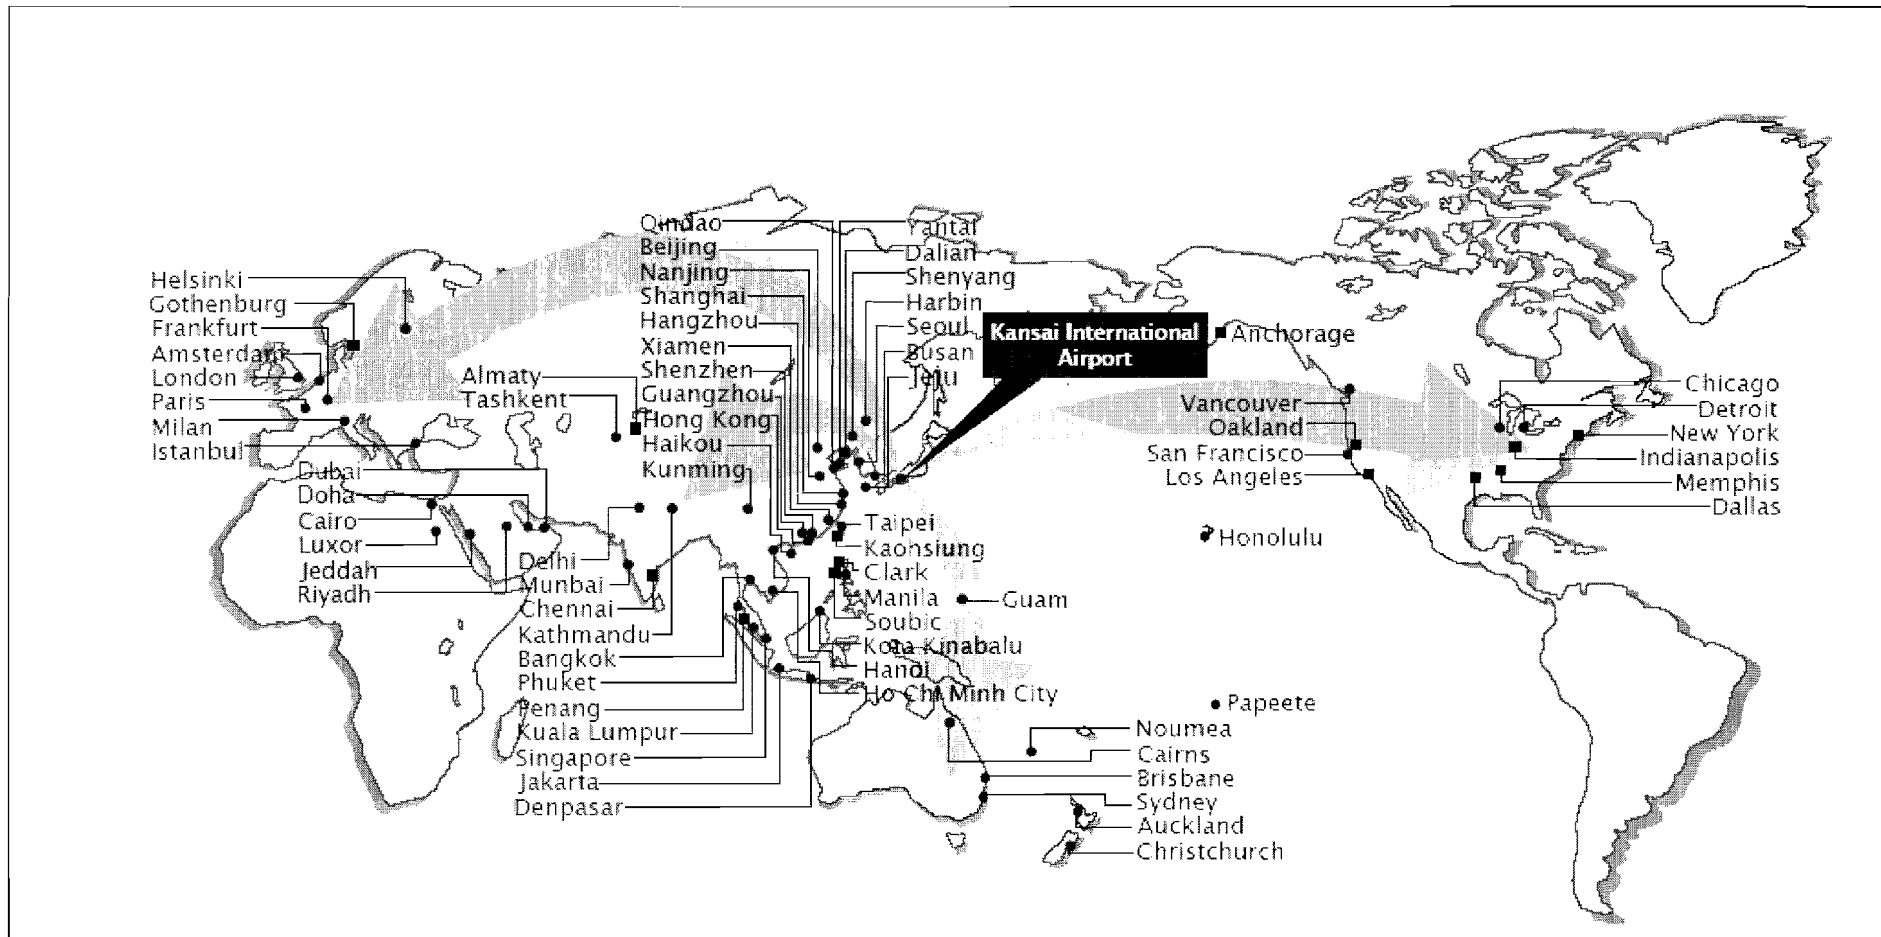 Qindao
Beijing
Nanjing
Shanghai
Hangzhou
Xiamen
Shenzhen
Guangzhou
Hong Kong
Haikou
Kunming
Yantai
Dalian
Shenyang
Harbin
Seoul
Busan
Jeju
Kansai International
Airport
Helsinki
Gothenburg
Frankfurt
Amsterdam
London
Paris
Milan
Istanbul
Almaty
Tashkent
Dubai
Doha
Cairo
Luxor
Jeddah
Riyadh
Delhi
Munbai
Chennai
Kathmandu
Bangkok
Phuket
Penang
Kuala Lumpur
Singapore
Jakarta
Denpasar
Taipei
Kaohsiung
Clark
Manila
Soubic
Kota Kinabalu
Hanoi
Ho Chi Minh City
Guam
Noumea
Cairns
Brisbane
Sydney
Auckland
Christchurch
Anchorage
Vancouver
Oakland
San Francisco
Los Angeles
Honolulu
Papeete
Chicago
Detroit
New York
Indianapolis
Memphis
Dallas